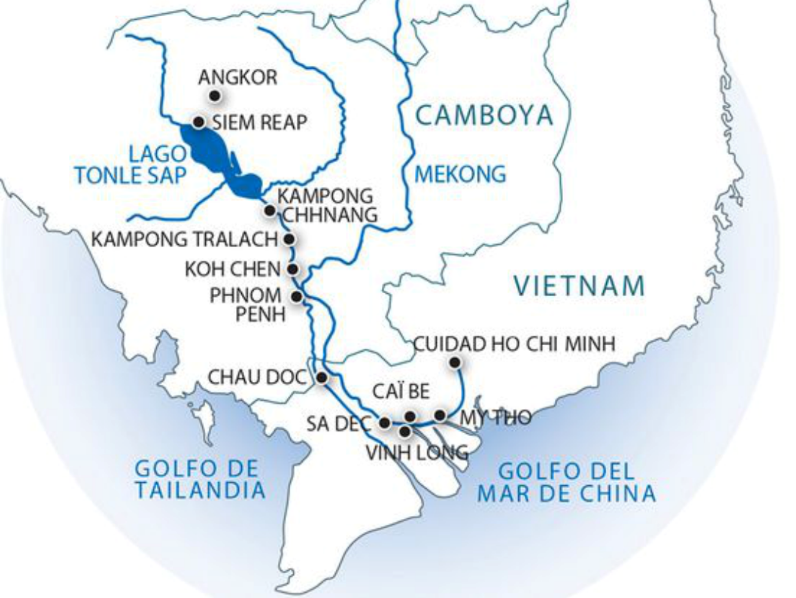 ANGKOR
SIEM REAP
CAMBOYA
LAGO
TONLE SAP
MEKONG
KAMPONG
CHHNANG
KAMPONG TRALACH
KOH CHEN
PHNOM
PENH
VIETNAM
CUIDAD HO CHI MINH
CHAU DOC
CAÏ BE
SA DEC
MY THO
VINH LONG
GOLFO DE
TAILANDIA
GOLFO DEL
MAR DE CHINA